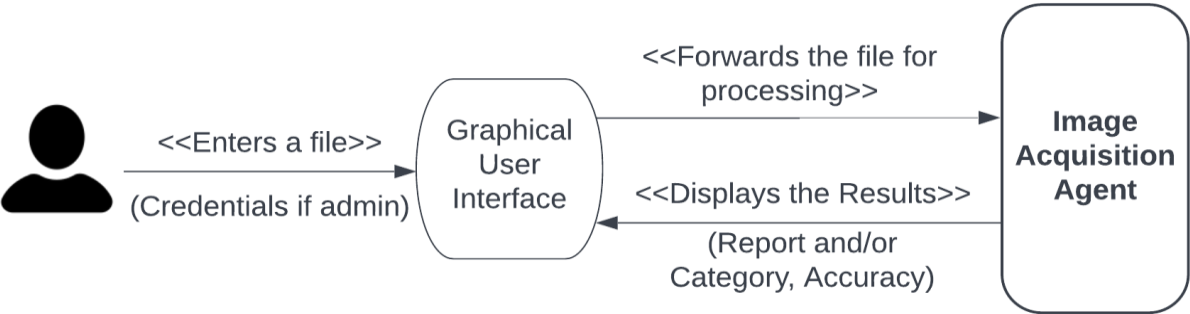 <<Enters a file>>
(Credentials if admin)
Graphical
User
Interface
<<Forwards the file for
processing>>
<<Displays the Results>>
(Report and/or
Category, Accuracy)
Image
Acquisition
Agent